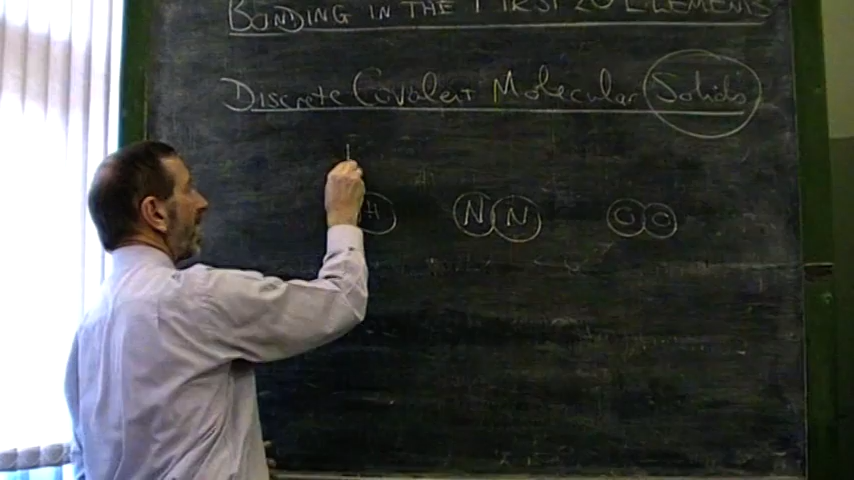 BONDING IN THE FIRST 20 ELEMENTS
Discrete Covalent Molecular Solids
H N N O O